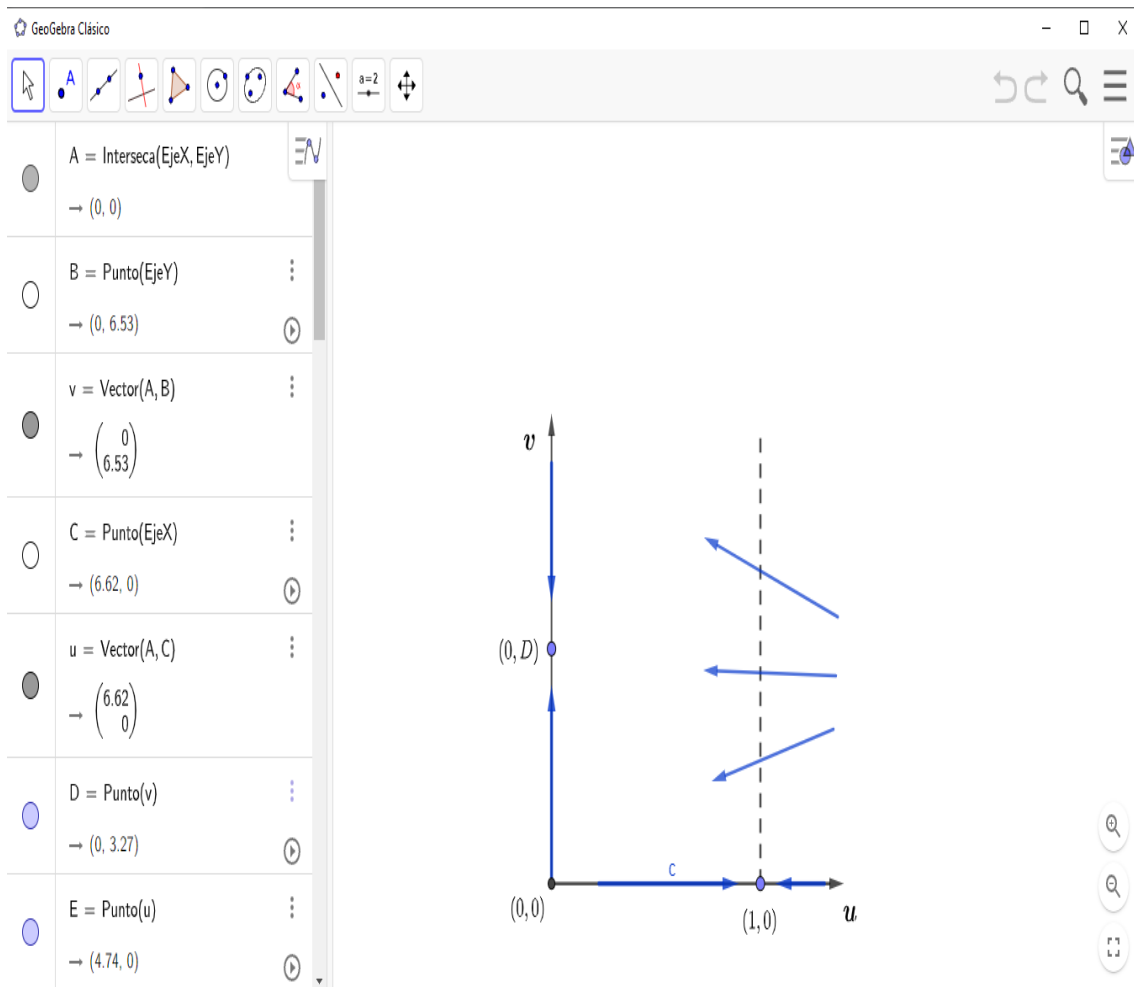 GeoGebra Clásico
A
a=2
α
A = Interseca(EjeX, EjeY)
→ (0, 0)
B = Punto(EjeY)
→ (0, 6.53)
v = Vector(A, B)
→ (0
6.53)
C = Punto(EjeX)
→ (6.62, 0)
u = Vector(A, C)
→ (6.62
0)
D = Punto(v)
→ (0, 3.27)
E = Punto(u)
→ (4.74, 0)
v
(0, D)
C
(0, 0)
(1, 0)
u